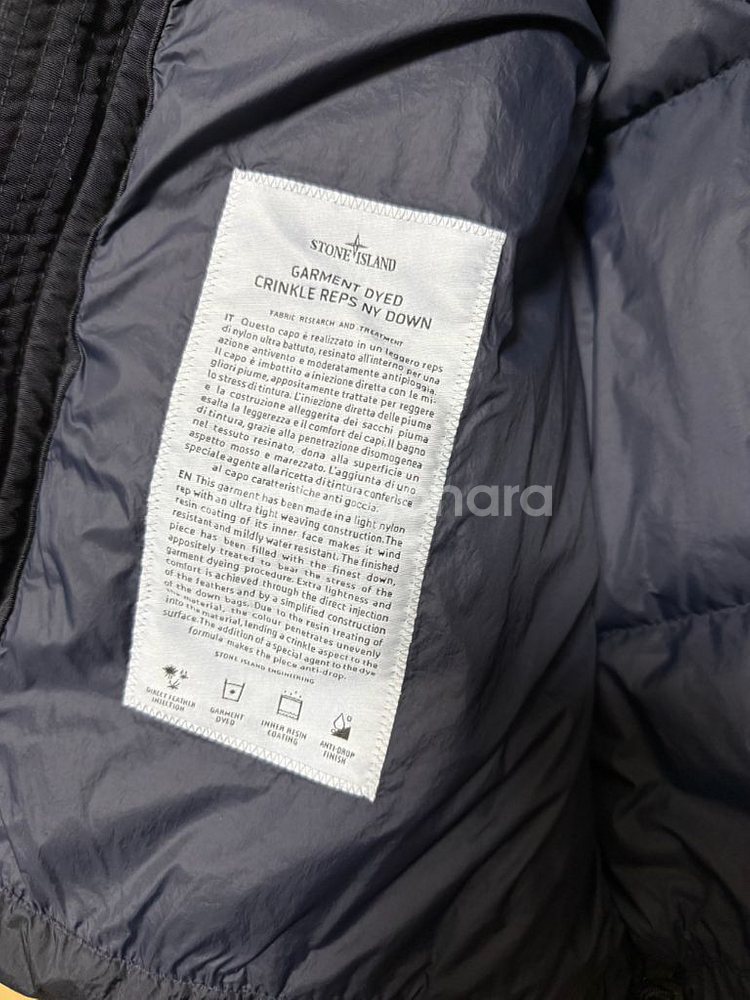 STONE ISLAND
GARMENT DYED
CRINKLE REPS NY DOWN
FABRIC RESEARCH AND TREATMENT
IT Questo capo è realizzato in un leggero reps
di nylon ultra battuto, resinato all'interno per una
azione antivento e moderatamente antipioggia.
Il capo è imbottito a iniezione diretta con le mi-
gliori piume, appositamente trattate per reggere
lo stress di tintura. L'iniezione diretta delle piume
e la costruzione alleggerita dei sacchi piuma
esalta la leggerezza e il comfort dei capi. Il bagno
di tintura, grazie alla penetrazione disomogenea
nel tessuto resinato, dona alla superficie un
aspetto mosso e marezzato. L'aggiunta di uno
speciale agente alla ricetta di tintura conferisce
al capo caratteristiche anti goccia.
EN This garment has been made in a light nylon
rep with an ultra tight weaving construction. The
resin coating of its inner face makes it wind
resistant and mildly water resistant. The finished
piece has been filled with the finest down,
appositely treated to bear the stress of the
garment dyeing procedure. Extra lightness and
comfort is achieved through the direct injection
of the feathers and by a simplified construction
of the down bags. Due to the resin treating of
the material, the colour penetrates unevenly
into the material, lending a crinkle aspect to the
surface. The addition of a special agent to the dye
formula makes the piece anti-drop.
STONE ISLAND ENGINEERING
DIRECT FEATHER INJECTION
GARMENT DYED
INNER RESIN COATING
ANTI-DROP FINISH